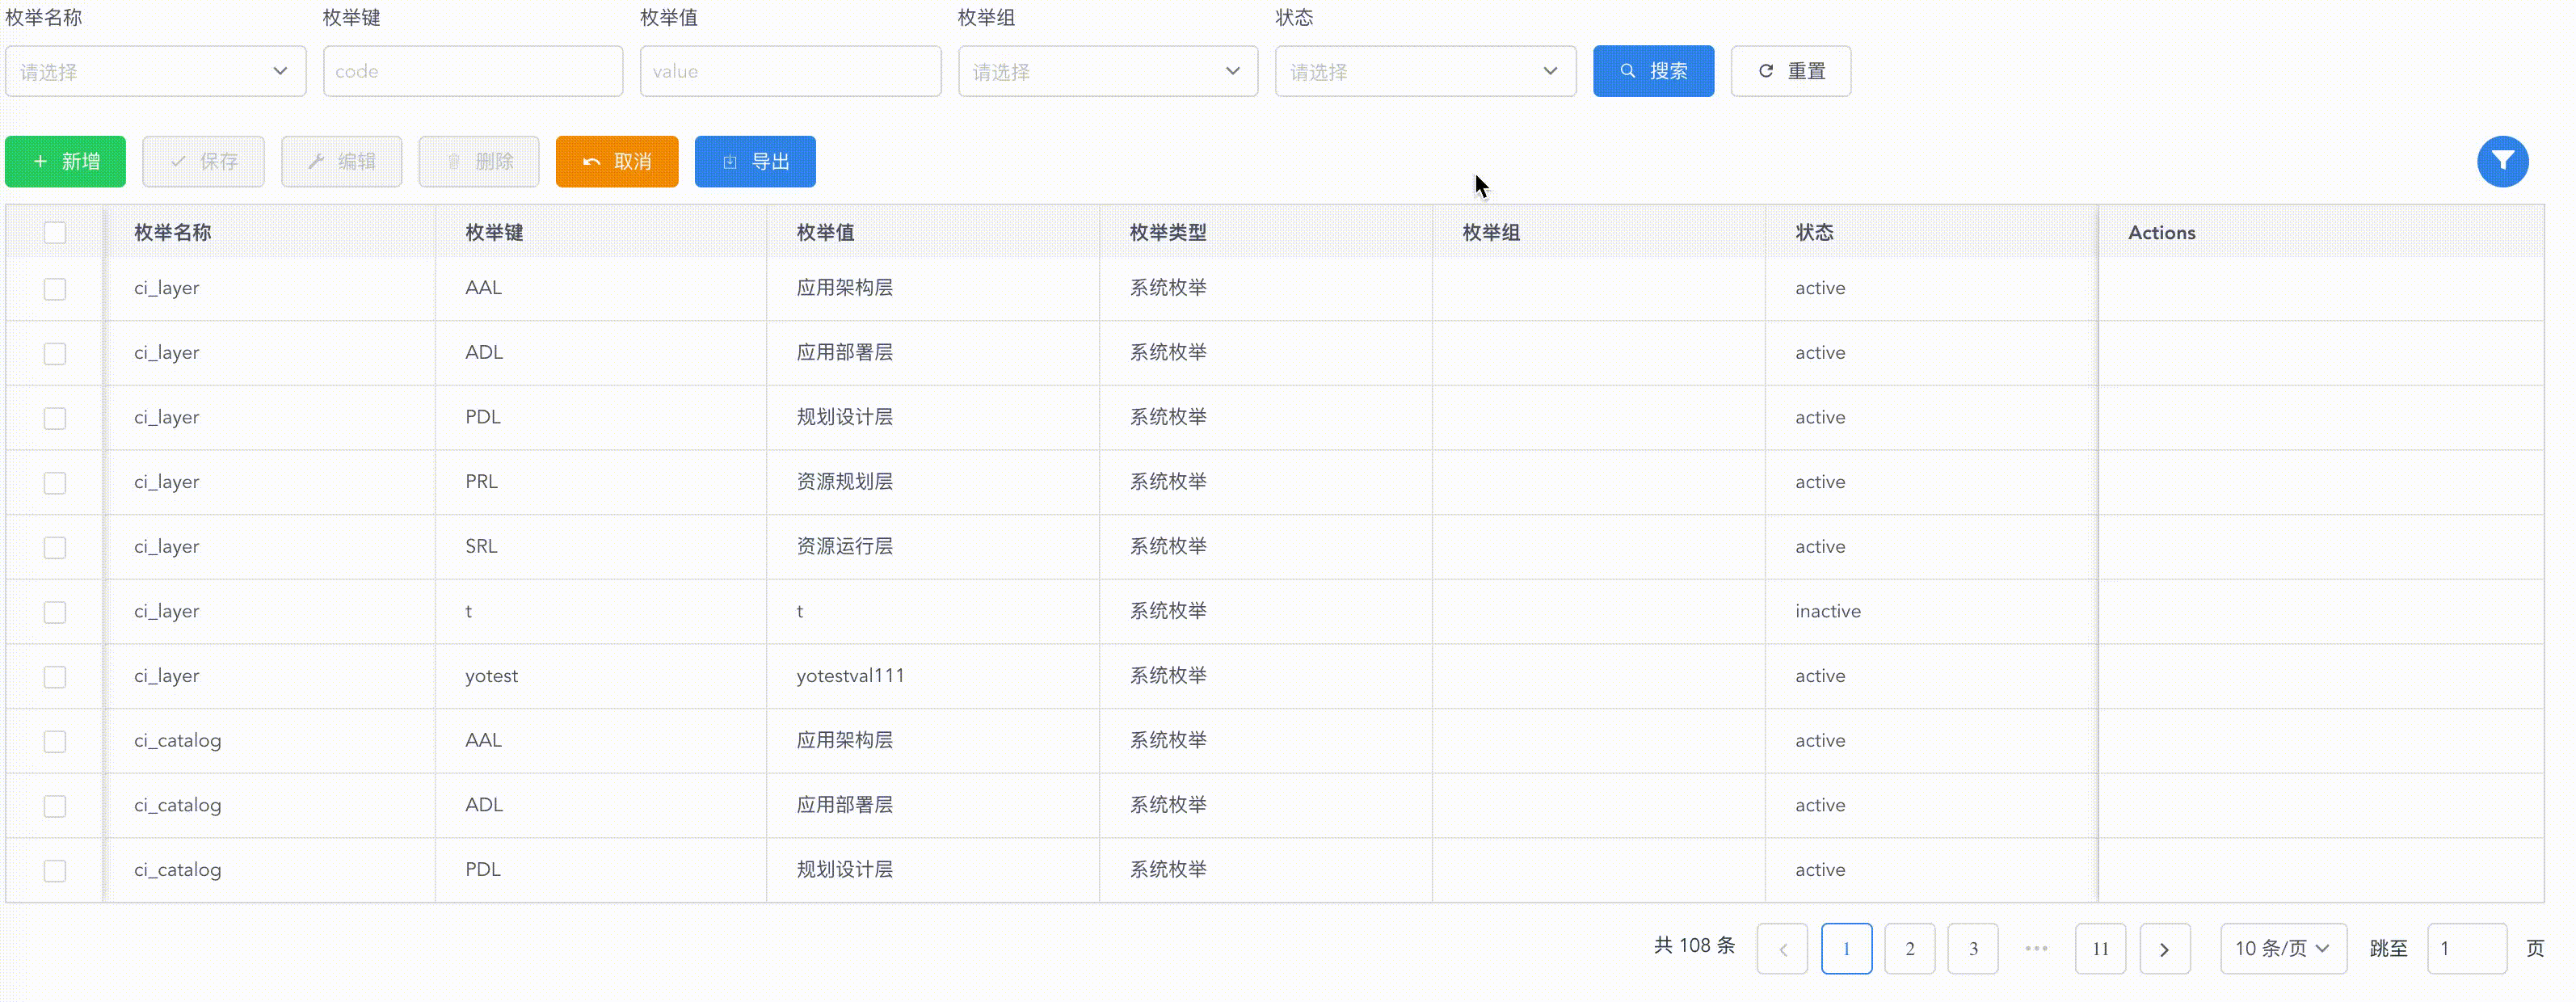 枚举名称 枚举键 枚举值 枚举组 状态
请选择 code value 请选择 请选择 搜索 重置
新增 保存 编辑 删除 取消 导出
枚举名称 枚举键 枚举值 枚举类型 枚举组 状态 Actions
ci_layer AAL 应用架构层 系统枚举 active
ci_layer ADL 应用部署层 系统枚举 active
ci_layer PDL 规划设计层 系统枚举 active
ci_layer PRL 资源规划层 系统枚举 active
ci_layer SRL 资源运行层 系统枚举 active
ci_layer t t 系统枚举 inactive
ci_layer yotest yotestval111 系统枚举 active
ci_catalog AAL 应用架构层 系统枚举 active
ci_catalog ADL 应用部署层 系统枚举 active
ci_catalog PDL 规划设计层 系统枚举 active
共 108 条 1 2 3 ••• 11 10 条/页 跳至 1 页